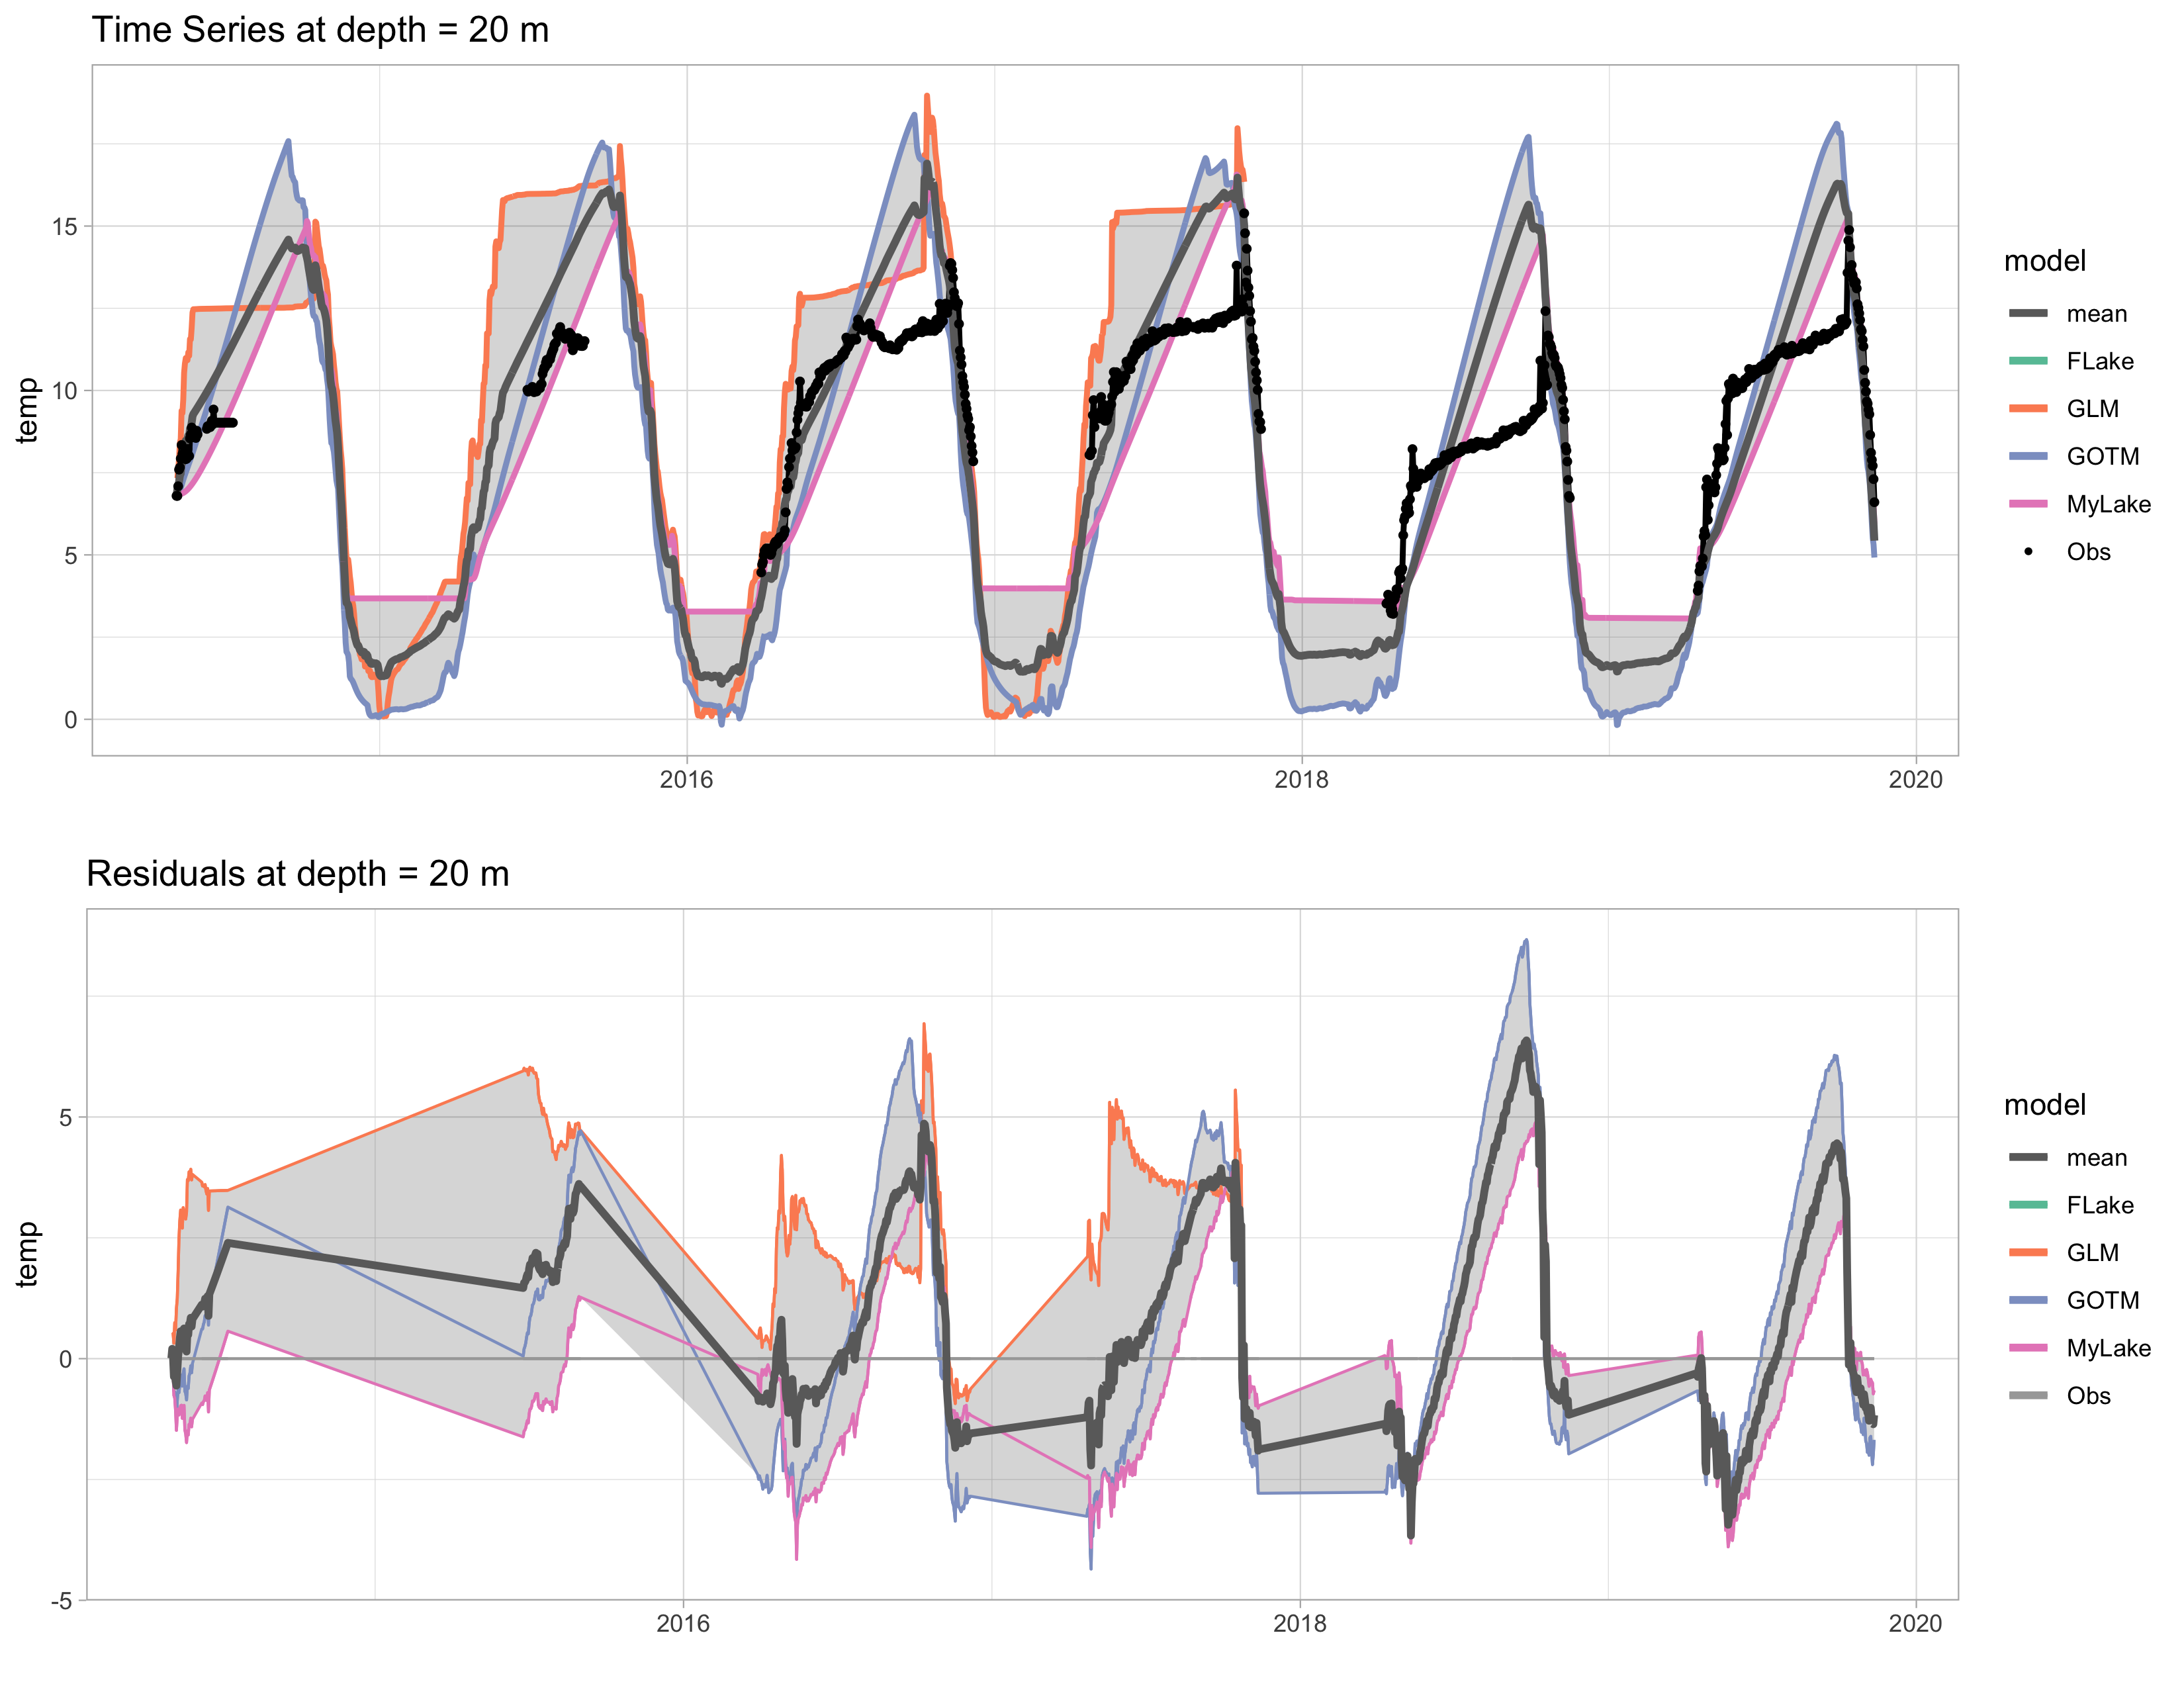 Time Series at depth = 20 m
temp
15
10
5
0
2016
2018
2020
model
mean
FLake
GLM
GOTM
MyLake
Obs
Residuals at depth = 20 m
temp
5
0
-5
2016
2018
2020
model
mean
FLake
GLM
GOTM
MyLake
Obs